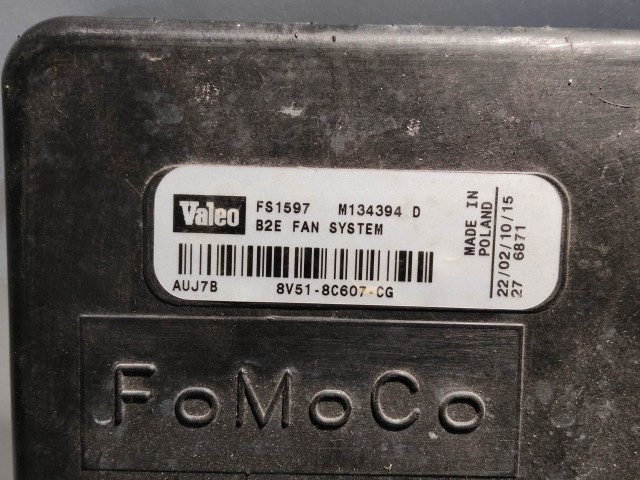 Valeo
FS1597 M134394 D
B2E FAN SYSTEM
AUJ7B 8V51-8C607-CG
MADE IN
POLAND
22/02/10/15
27 6871
FoMoCo